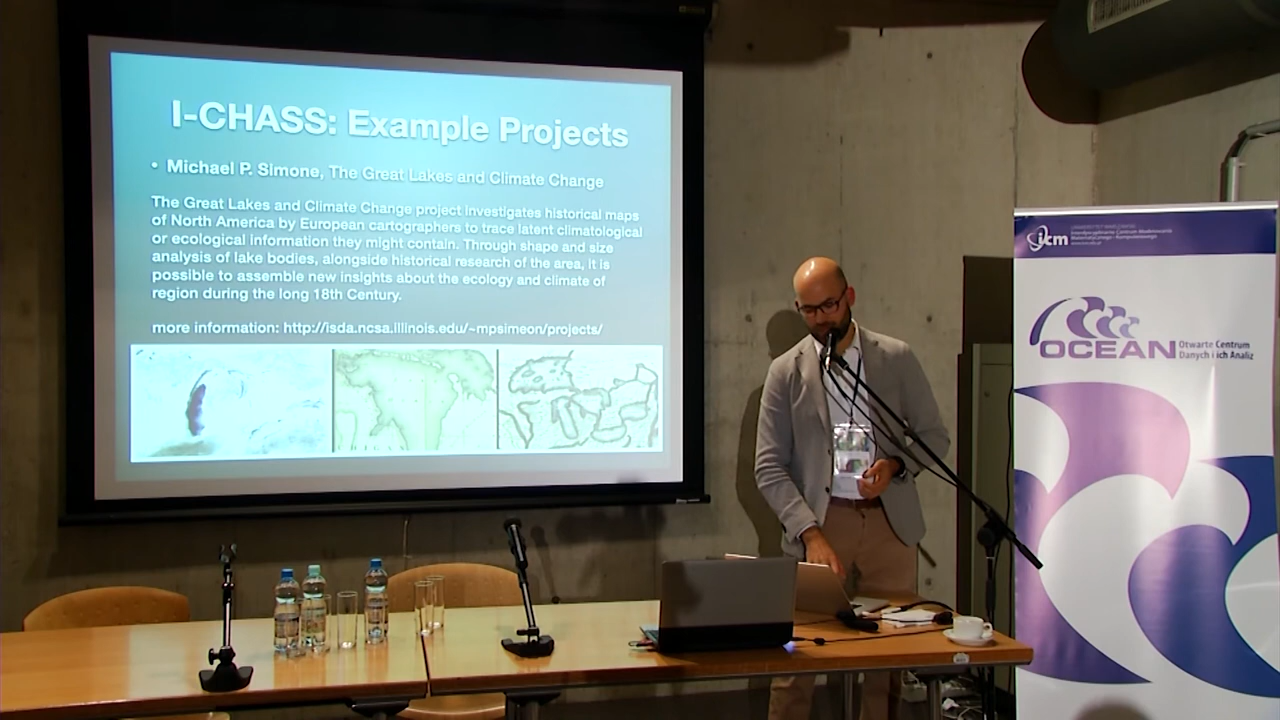 I-CHASS: Example Projects
• Michael P. Simone, The Great Lakes and Climate Change
The Great Lakes and Climate Change project investigates historical maps
of North America by European cartographers to trace latent climatological
or ecological information they might contain. Through shape and size
analysis of lake bodies, alongside historical research of the area, it is
possible to assemble new insights about the ecology and climate of
region during the long 18th Century.
more information: http://isda.ncsa.illinois.edu/~mpsimeon/projects/
icm
OCEAN
Otwarte Centrum
Danych i ich Analiz